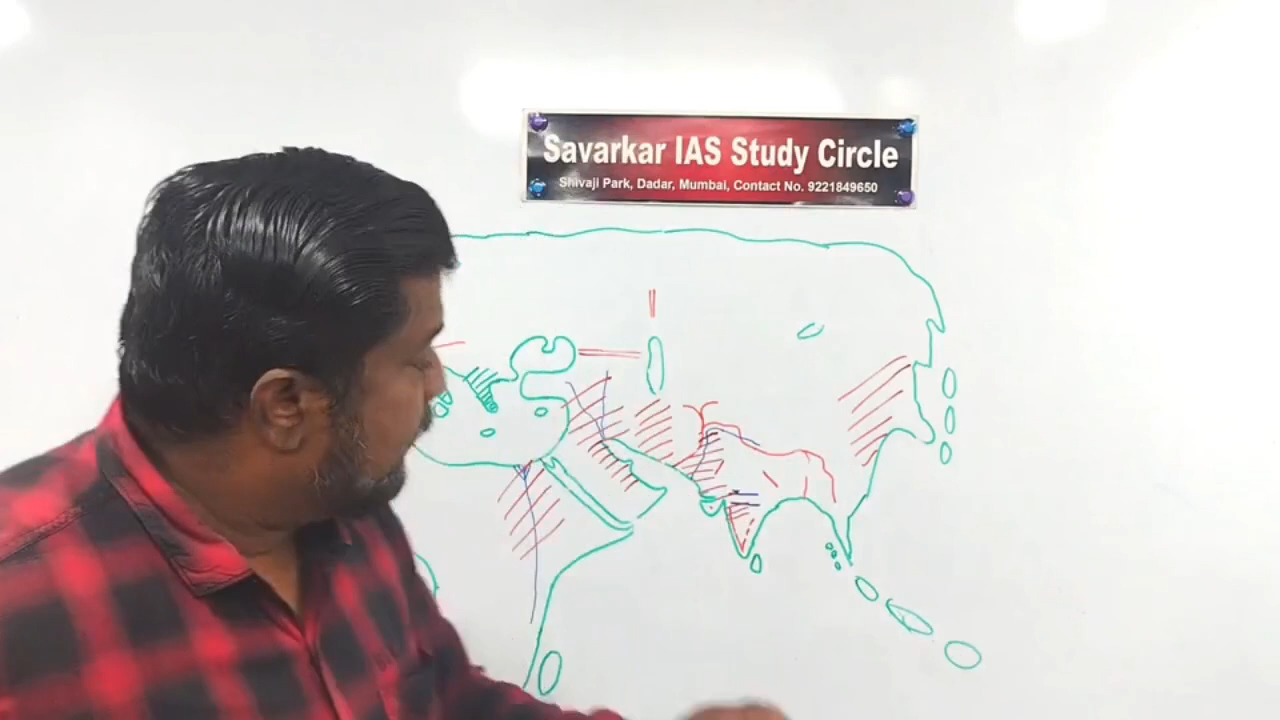 Savarkar IAS Study Circle
Shivaji Park, Dadar, Mumbai, Contact No. 9221849650